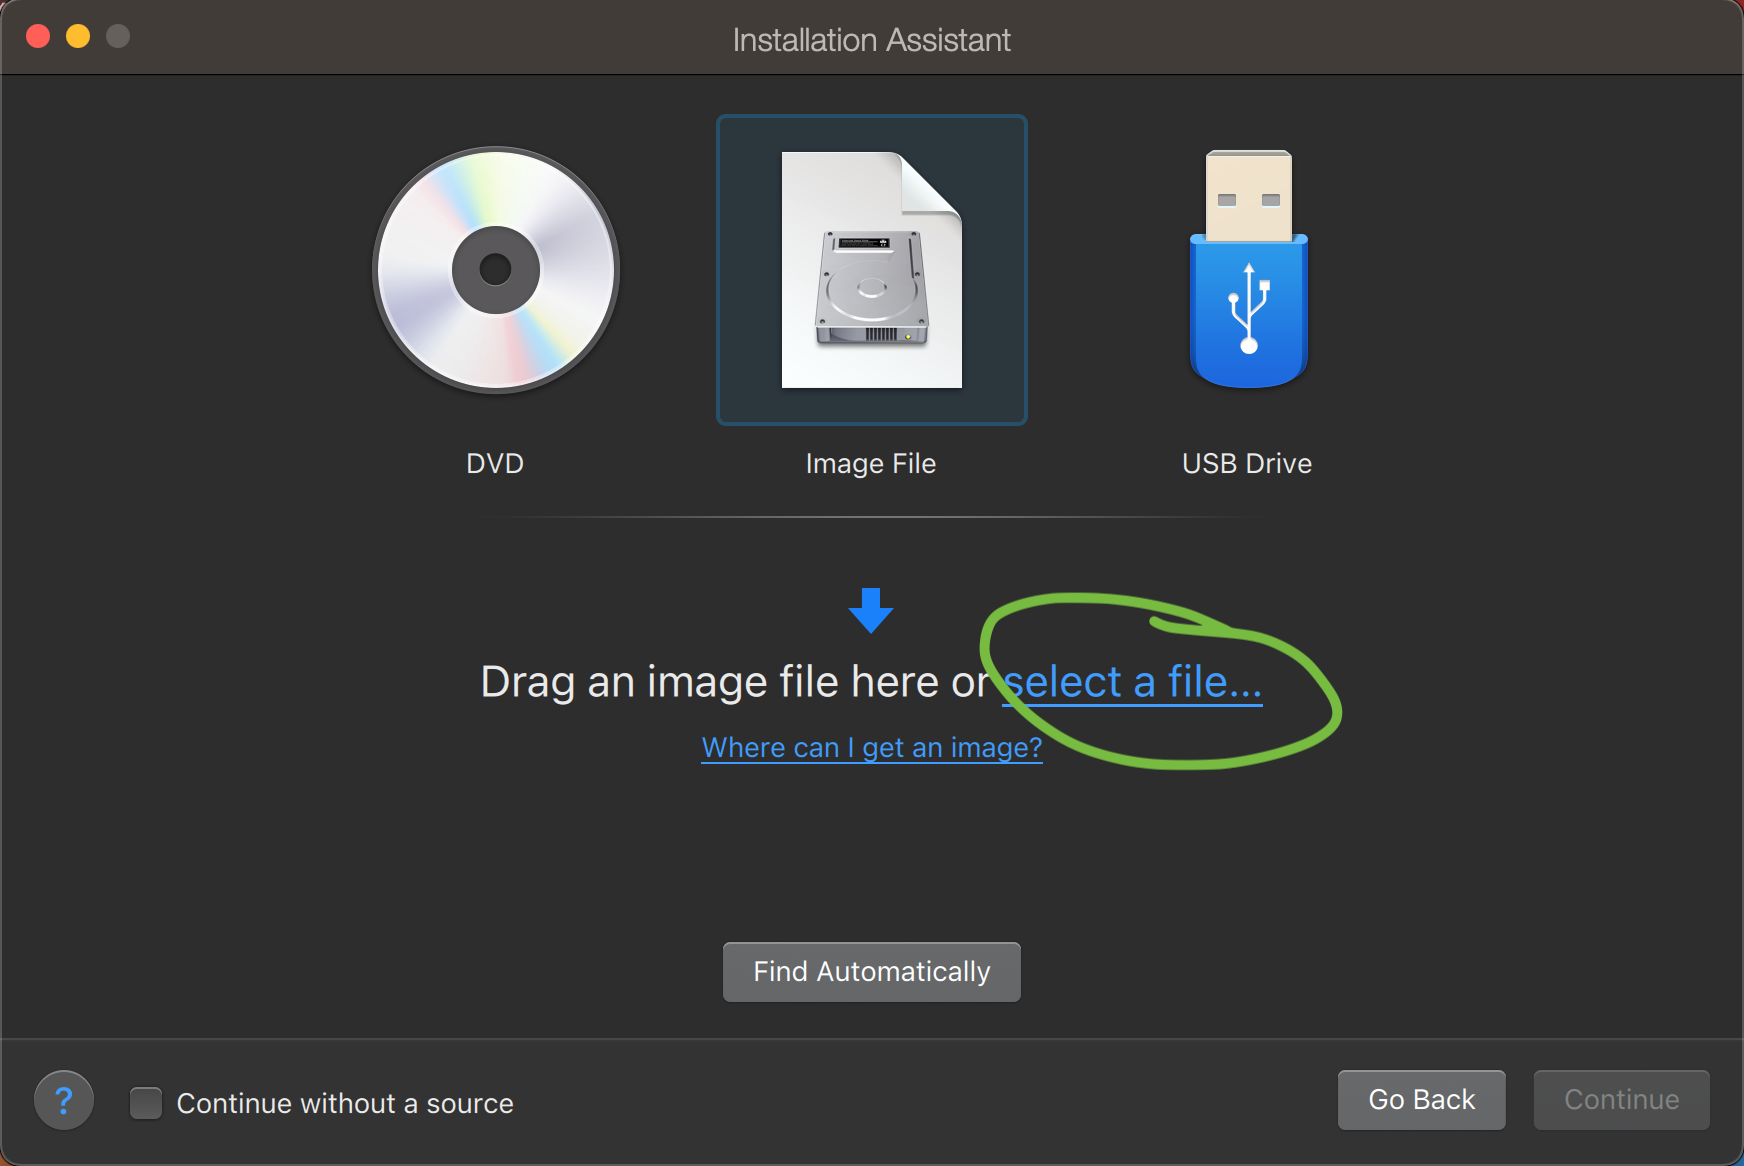 Installation Assistant
DVD
Image File
USB Drive
Drag an image file here or select a file...
Where can I get an image?
Find Automatically
?
Continue without a source
Go Back
Continue